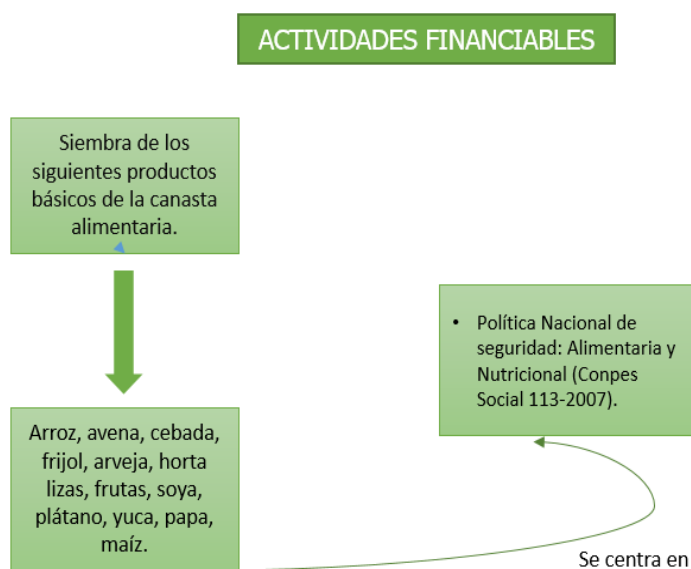 ACTIVIDADES FINANCIABLES
Siembra de los
siguientes productos
básicos de la canasta
alimentaria.
• Política Nacional de
seguridad: Alimentaria y
Nutricional (Conpes
Social 113-2007).
Arroz, avena, cebada,
frijol, arveja, horta
lizas, frutas, soya,
plátano, yuca, papa,
maíz.
Se centra en